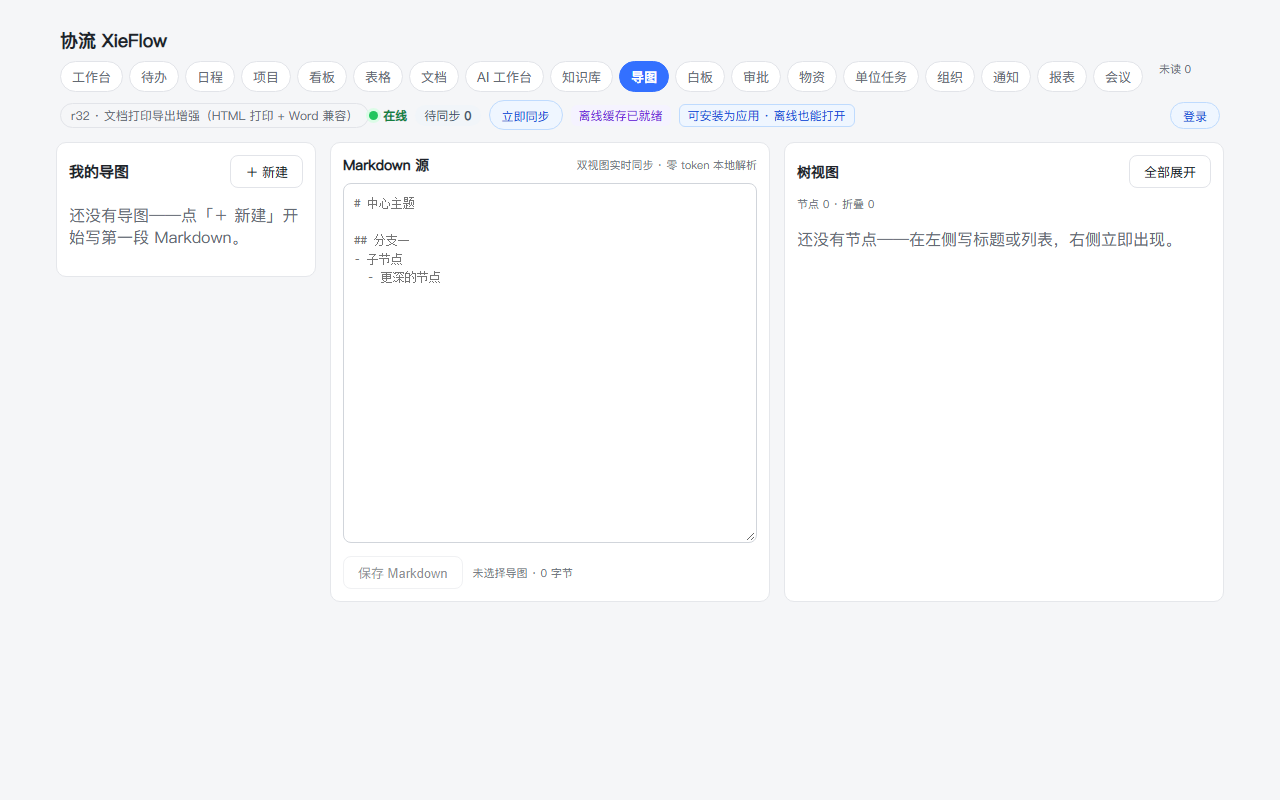 协流 XieFlow
工作台 待办 日程 项目 看板 表格 文档 AI 工作台 知识库 导图 白板 审批 物资 单位任务 组织 通知 报表 会议 未读 0
r32 · 文档打印导出增强（HTML 打印 + Word 兼容） 在线 待同步 0 立即同步 离线缓存已就绪 可安装为应用 · 离线也能打开 登录
我的导图 ＋ 新建
还没有导图——点「＋ 新建」开
始写第一段 Markdown。
Markdown 源 双视图实时同步 · 零 token 本地解析
# 中心主题
## 分支一
- 子节点
  - 更深的节点
保存 Markdown 未选择导图 · 0 字节
树视图 全部展开
节点 0 · 折叠 0
还没有节点——在左侧写标题或列表，右侧立即出现。